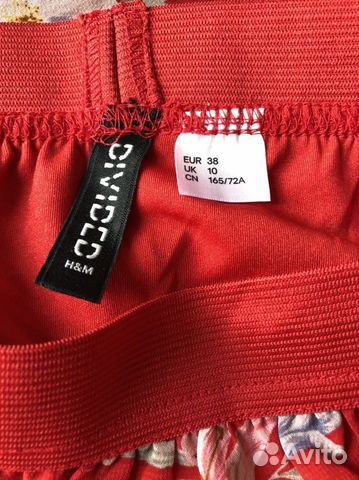 DIVIDED
H&M
EUR 38
UK 10
CN 165/72A
Avito